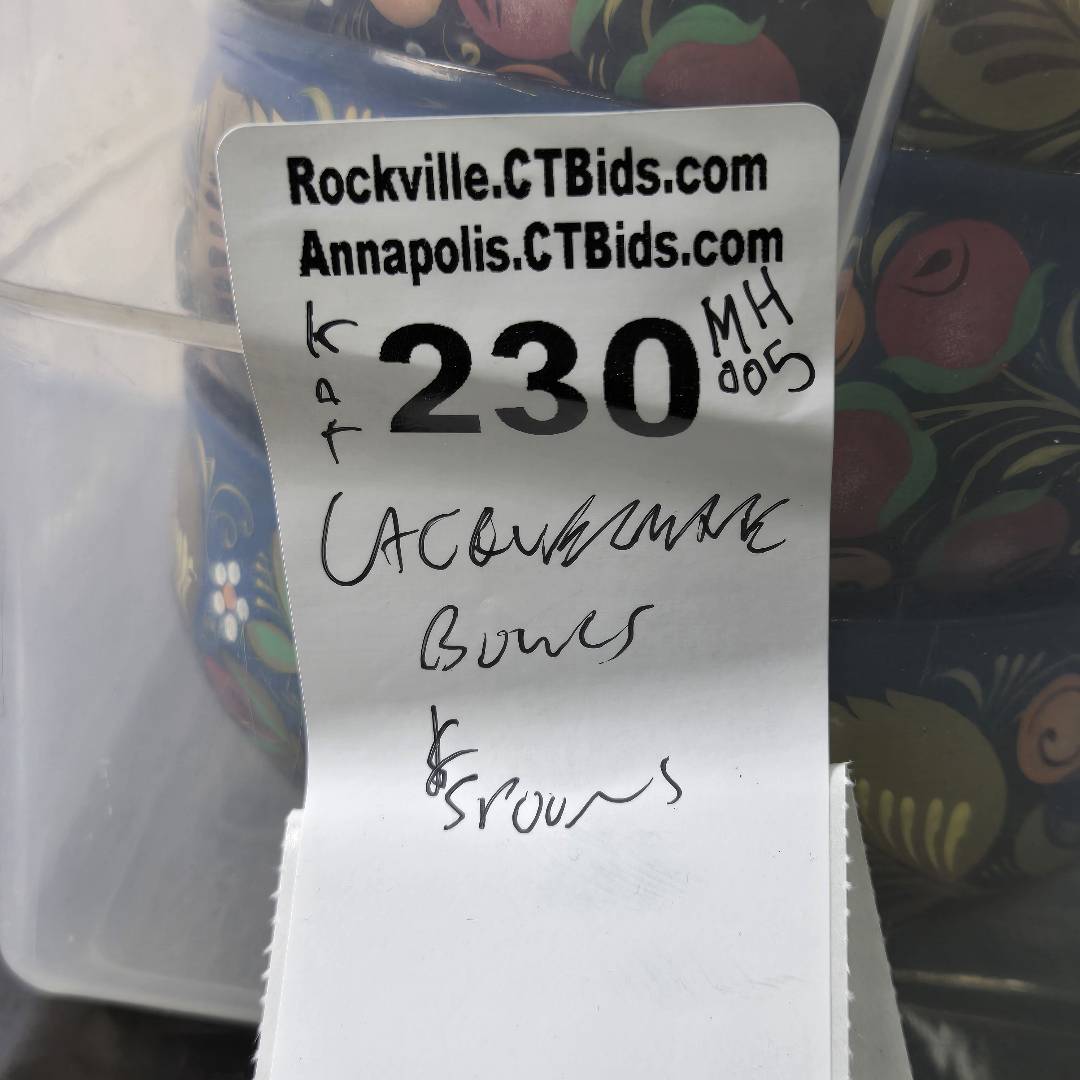 Rockville.CTBids.com
Annapolis.CTBids.com
230
MH
005
LACQUERWARE
BOWLS
&
SPOONS